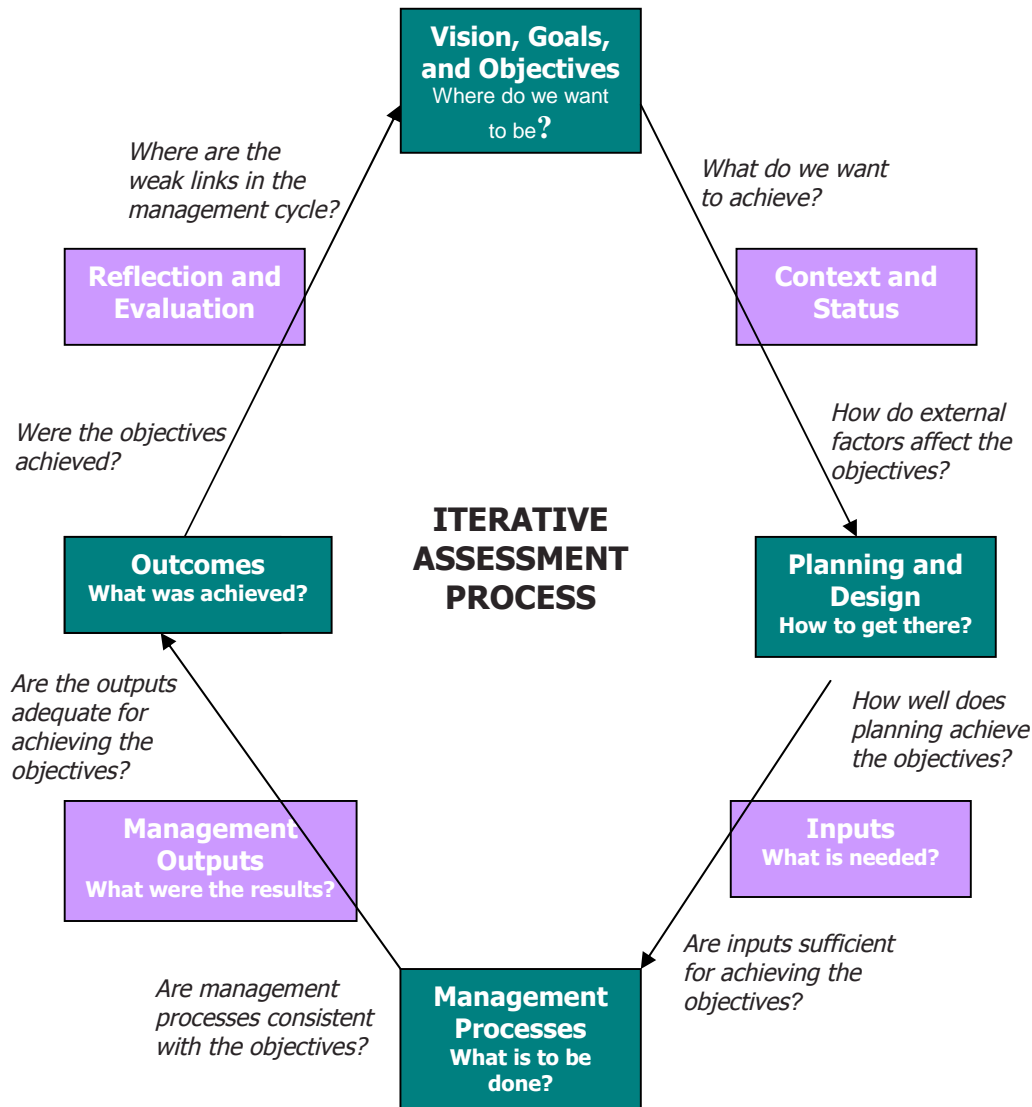 Vision, Goals,
and Objectives
Where do we want
to be?
What do we want
to achieve?
Context and
Status
How do external
factors affect the
objectives?
Planning and
Design
How to get there?
How well does
planning achieve
the objectives?
Inputs
What is needed?
Are inputs sufficient
for achieving the
objectives?
Management
Processes
What is to be
done?
Are management
processes consistent
with the objectives?
Management
Outputs
What were the results?
Are the outputs
adequate for
achieving the
objectives?
Outcomes
What was achieved?
Were the objectives
achieved?
Reflection and
Evaluation
Where are the
weak links in the
management cycle?
ITERATIVE
ASSESSMENT
PROCESS